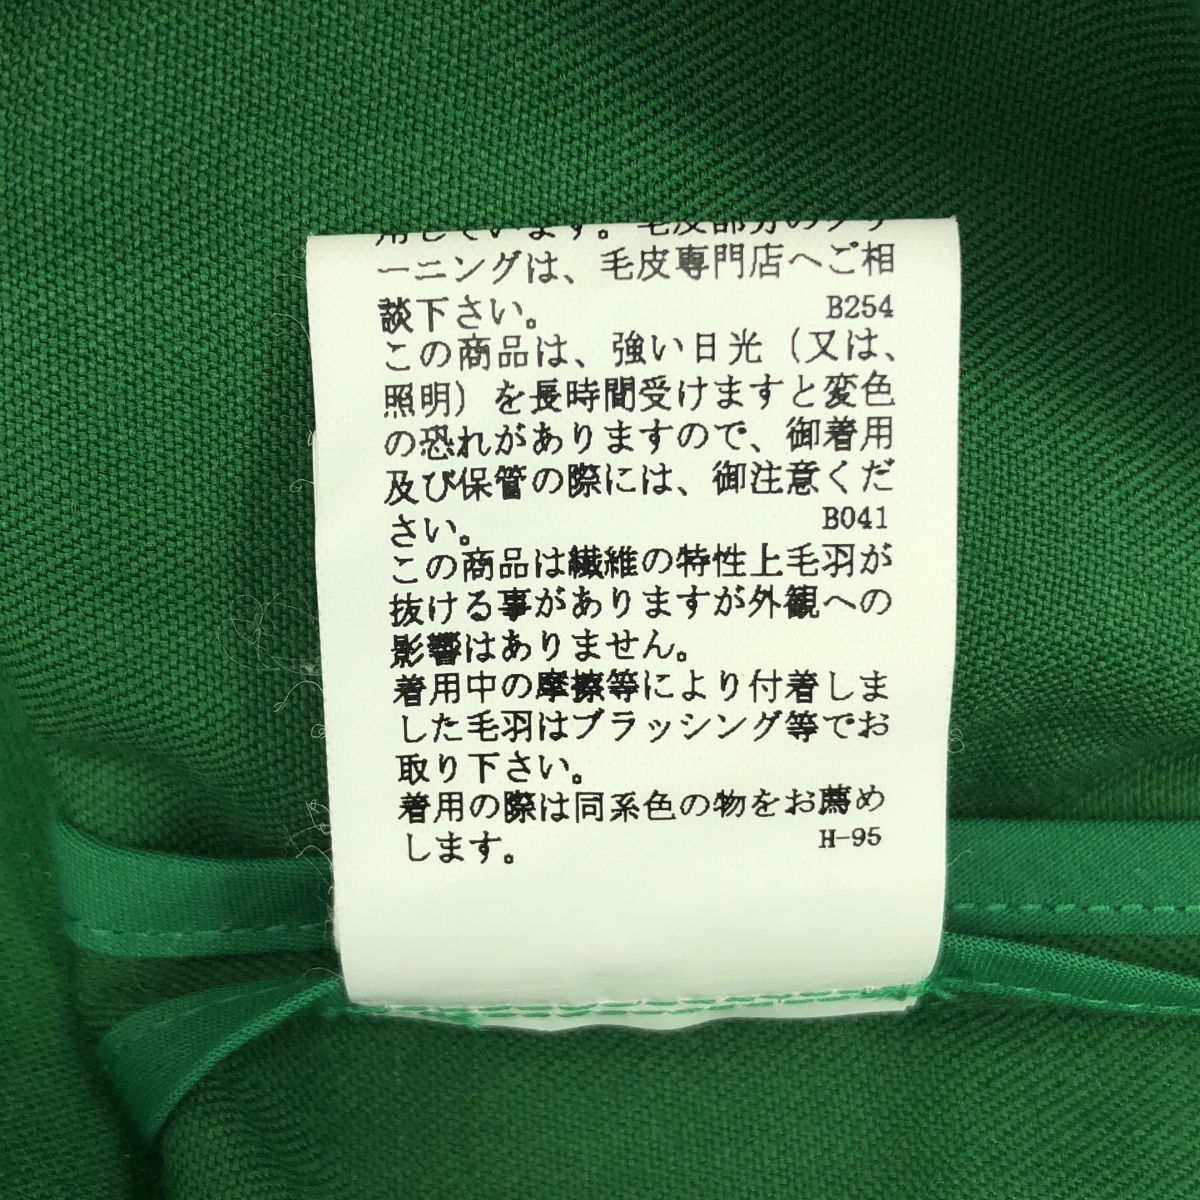 用しています。毛皮部分のクリ
ーニングは、毛皮専門店へご相
談下さい。 B254
この商品は、強い日光（又は、
照明）を長時間受けますと変色
の恐れがありますので、御着用
及び保管の際には、御注意くだ
さい。 B041
この商品は繊維の特性上毛羽が
抜ける事がありますが外観への
影響はありません。
着用中の摩擦等により付着しま
した毛羽はブラッシング等でお
取り下さい。
着用の際は同系色の物をお薦め
します。 H-95